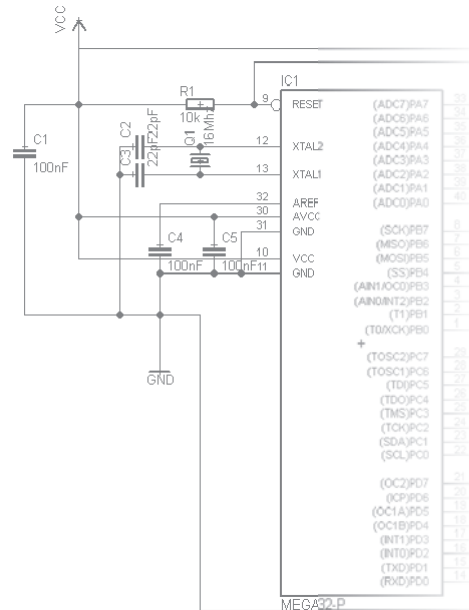 VCC
IC1
R1
10k
9
RESET
(ADC7)PA7
(ADC6)PA6
C1
100nF
C2
22pF
C3
22pF
Q1
16Mhz
12
XTAL2
(ADC5)PA5
(ADC4)PA4
(ADC3)PA3
13
XTAL1
(ADC2)PA2
(ADC1)PA1
32
AREF
(ADC0)PA0
30
AVCC
31
GND
(SCK)PB7
(MISO)PB6
C4
100nF
C5
100nF
10
VCC
(MOSI)PB5
11
GND
(SS)PB4
(AIN1/OC0)PB3
(AIN0/INT2)PB2
(T1)PB1
(T0/XCK)PB0
(TOSC2)PC7
(TOSC1)PC6
GND
(TDI)PC5
(TDO)PC4
(TMS)PC3
(TCK)PC2
(SDA)PC1
(SCL)PC0
(OC2)PD7
(ICP)PD6
(OC1A)PD5
(OC1B)PD4
(INT1)PD3
(INT0)PD2
(TXD)PD1
(RXD)PD0
MEGA32-P